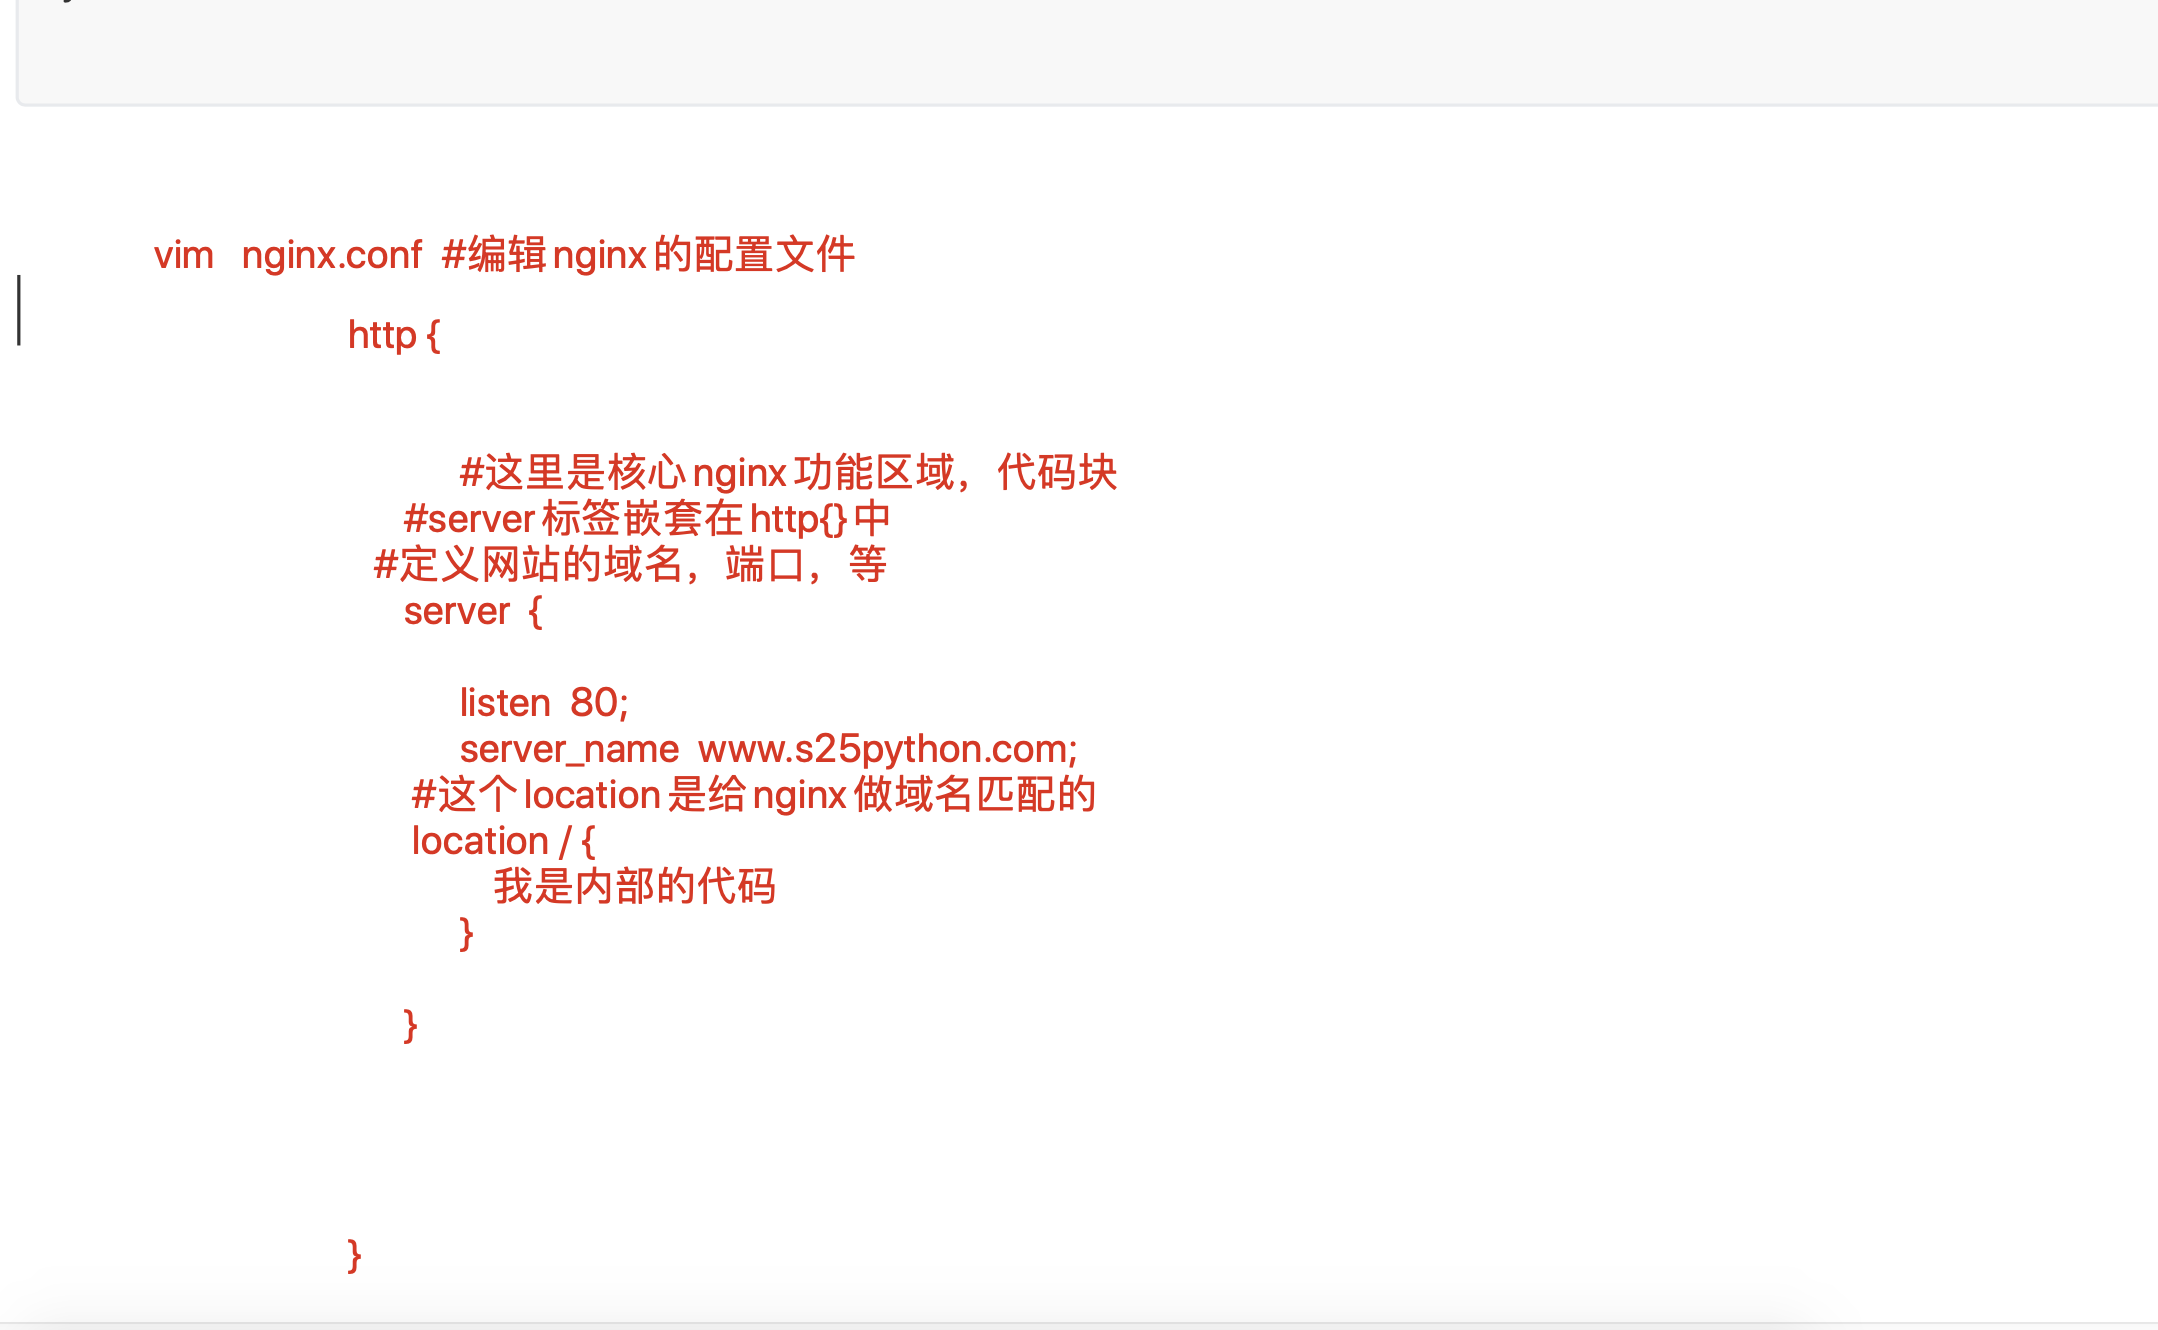 vim nginx.conf #编辑nginx的配置文件
http {
#这里是核心nginx功能区域，代码块
#server标签嵌套在http{}中
#定义网站的域名，端口，等
server {
listen 80;
server_name www.s25python.com;
#这个location是给nginx做域名匹配的
location / {
我是内部的代码
}
}
}